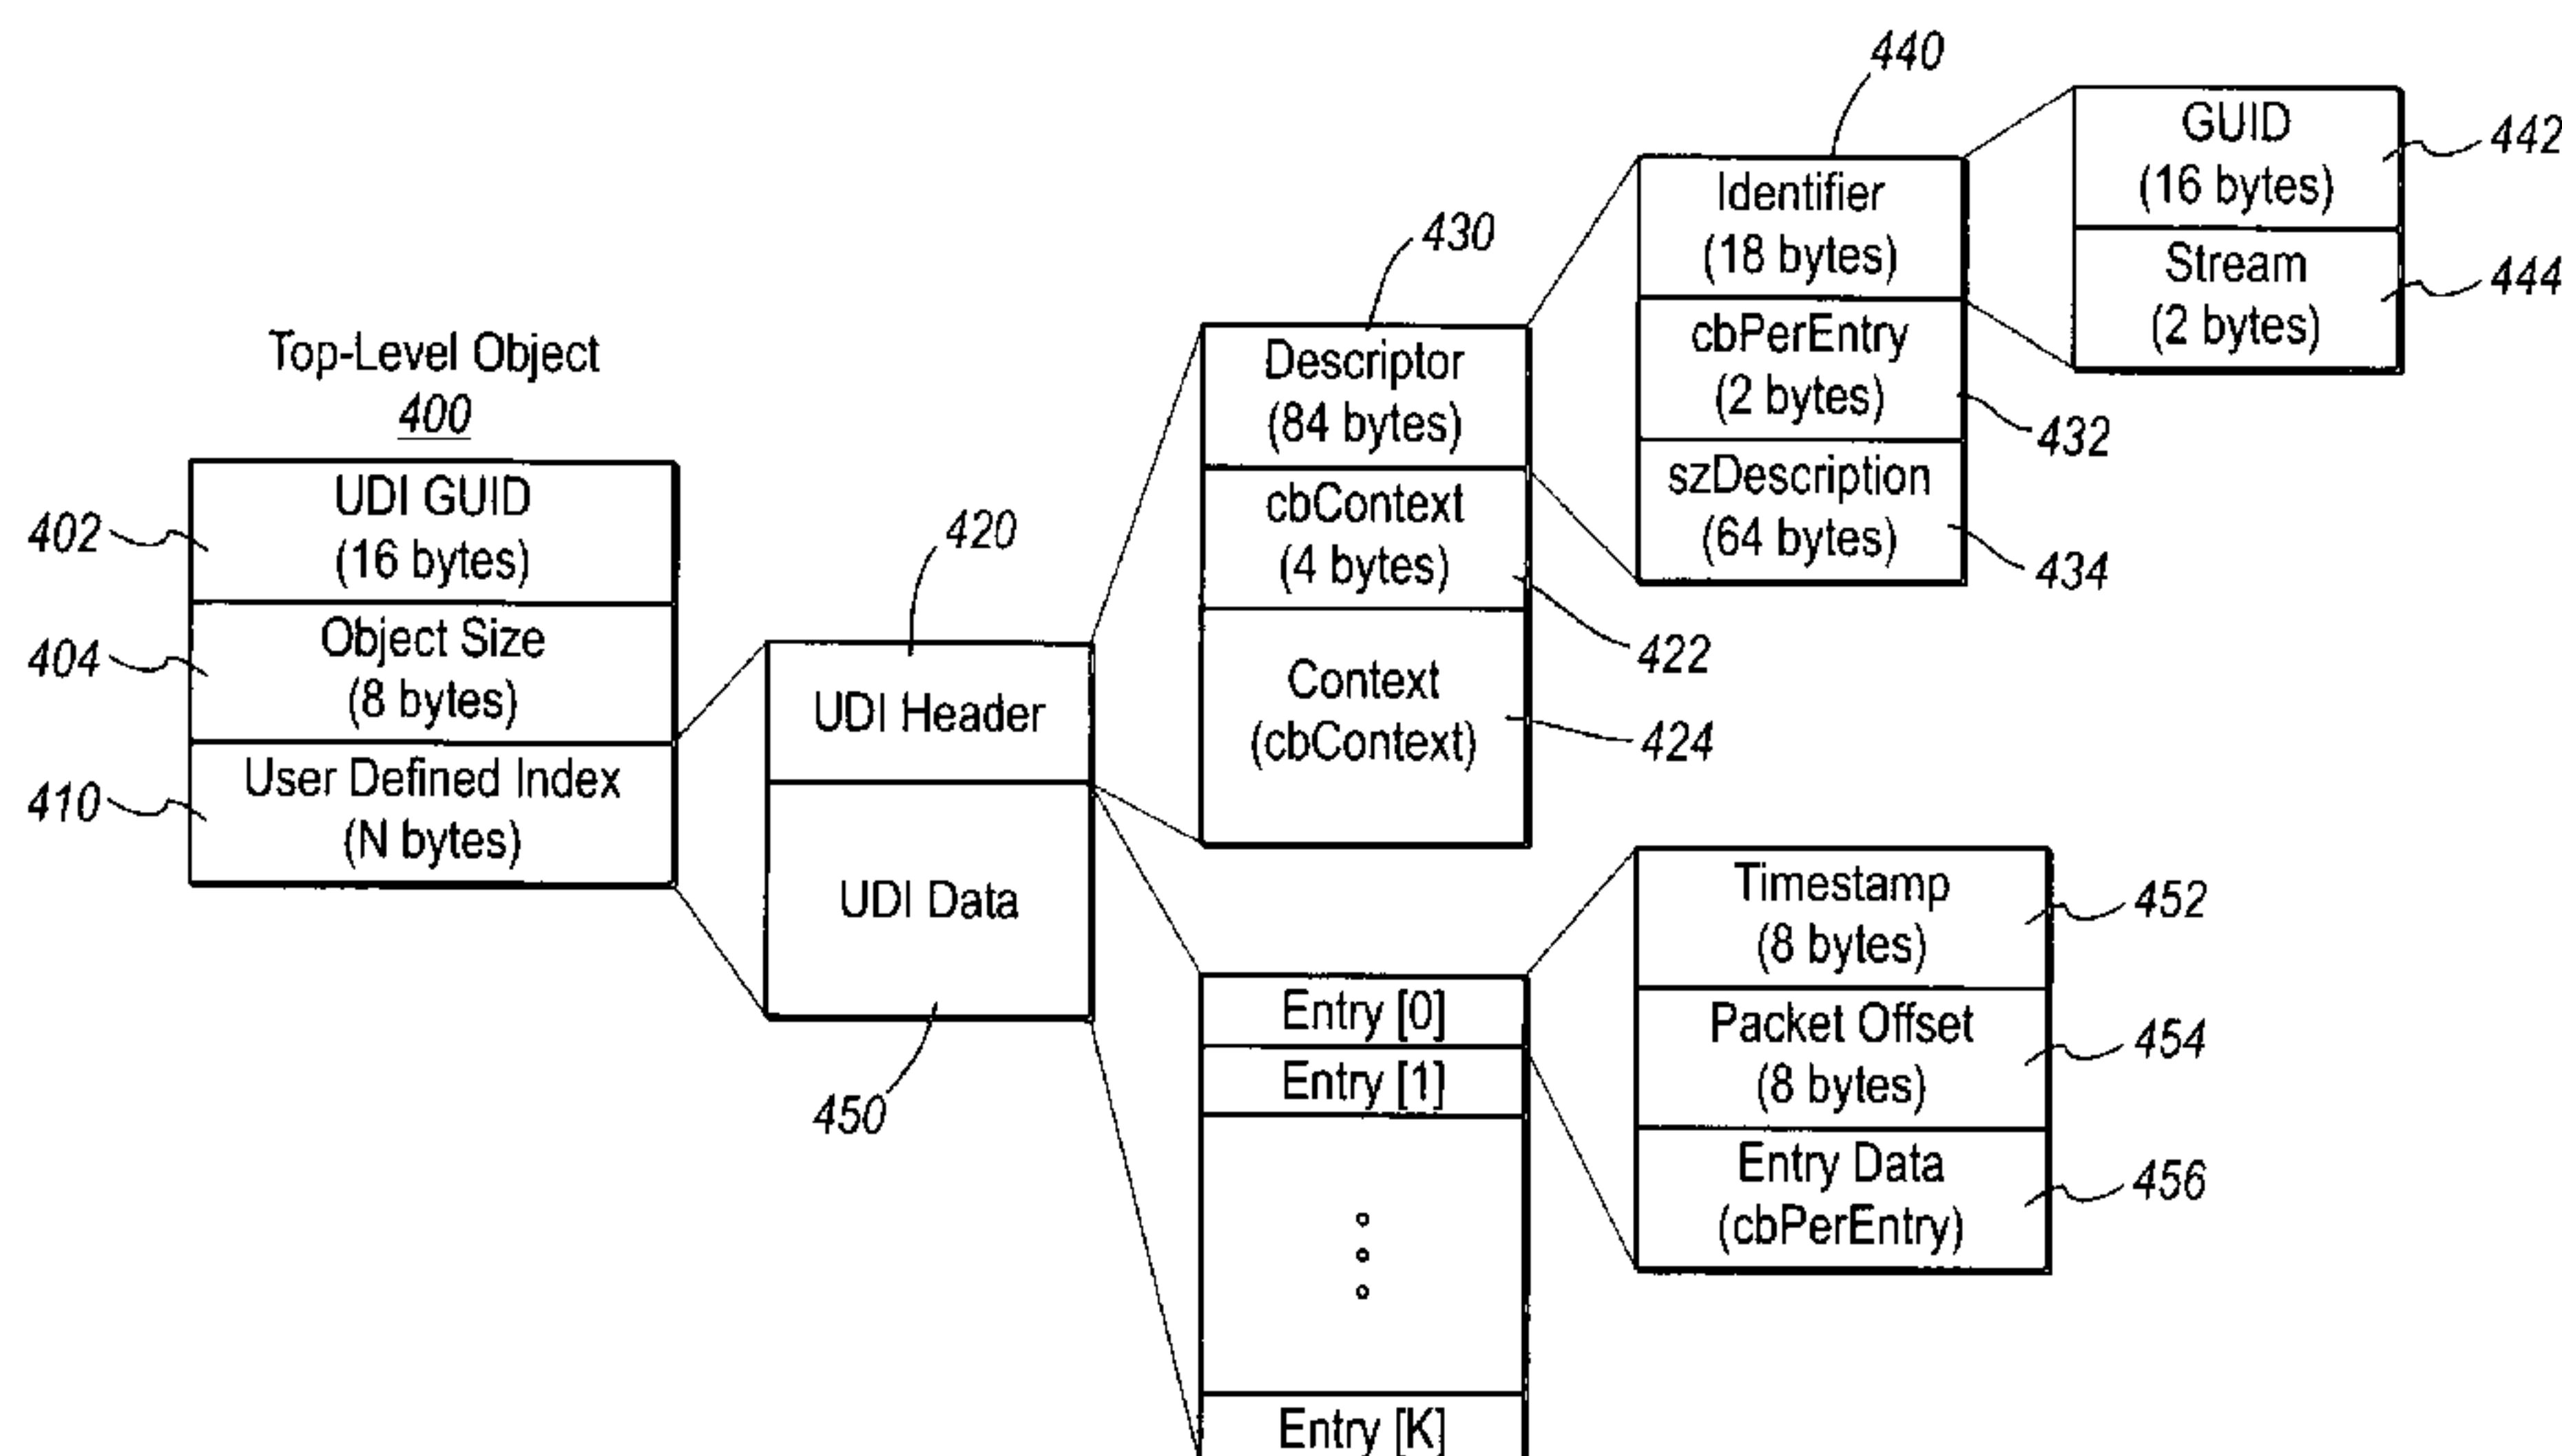 Top-Level Object
400
UDI GUID
(16 bytes)
402
Object Size
(8 bytes)
404
User Defined Index
(N bytes)
410
420
UDI Header
UDI Data
450
430
Descriptor
(84 bytes)
cbContext
(4 bytes)
422
Context
(cbContext)
424
440
Identifier
(18 bytes)
cbPerEntry
(2 bytes)
432
szDescription
(64 bytes)
434
GUID
(16 bytes)
442
Stream
(2 bytes)
444
Entry [0]
Entry [1]
Entry [K]
Timestamp
(8 bytes)
452
Packet Offset
(8 bytes)
454
Entry Data
(cbPerEntry)
456